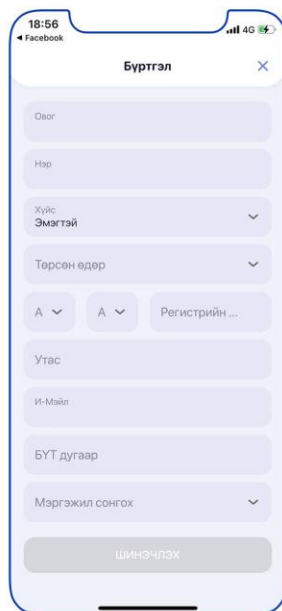 18:56
4G
◀ Facebook
Бүртгэл
Овог
Нэр
Хүйс
Эмэгтэй
Төрсөн өдөр
А А Регистрийн ...
Утас
И-Мэйл
БҮТ дугаар
Мэргэжил сонгох
ШИНЭЧЛЭХ